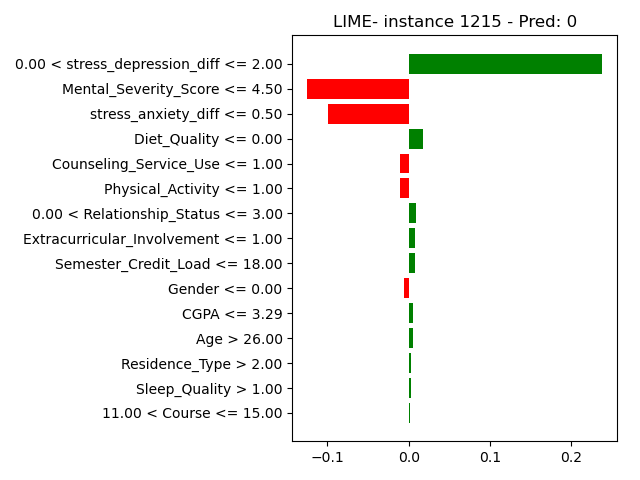 LIME- instance 1215 - Pred: 0
0.00 < stress_depression_diff <= 2.00
Mental_Severity_Score <= 4.50
stress_anxiety_diff <= 0.50
Diet_Quality <= 0.00
Counseling_Service_Use <= 1.00
Physical_Activity <= 1.00
0.00 < Relationship_Status <= 3.00
Extracurricular_Involvement <= 1.00
Semester_Credit_Load <= 18.00
Gender <= 0.00
CGPA <= 3.29
Age > 26.00
Residence_Type > 2.00
Sleep_Quality > 1.00
11.00 < Course <= 15.00
−0.1 0.0 0.1 0.2